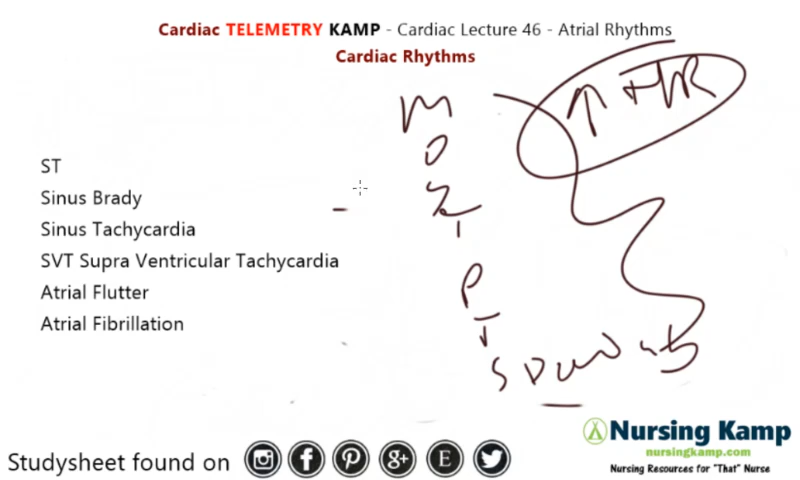 Cardiac TELEMETRY KAMP - Cardiac Lecture 46 - Atrial Rhythms
Cardiac Rhythms
↑ HR
M
O
S
T
P
T
S
ST
Sinus Brady
Sinus Tachycardia
SVT Supra Ventricular Tachycardia
Atrial Flutter
Atrial Fibrillation
Studysheet found on
Nursing Kamp
nursingkamp.com
Nursing Resources for "That" Nurse